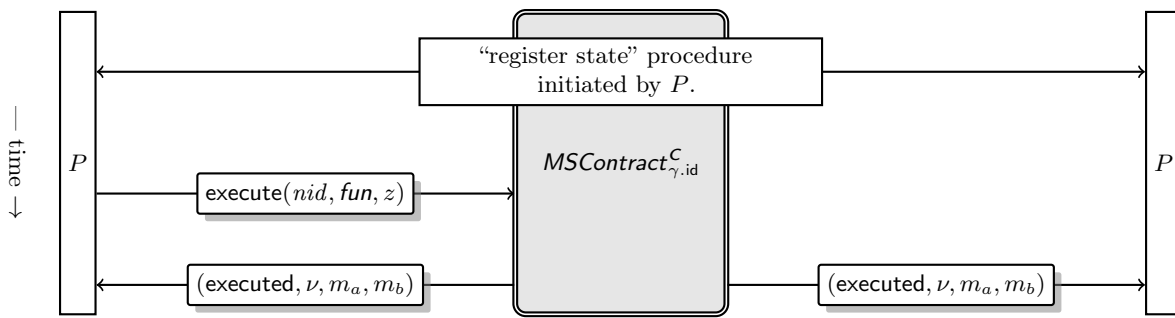 “register state” procedure
initiated by P.
— time →
P
MSContract^C_γ.id
P
execute(nid, fun, z)
(executed, ν, m_a, m_b)
(executed, ν, m_a, m_b)